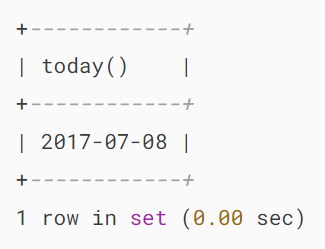 +------------+
| today()    |
+------------+
| 2017-07-08 |
+------------+
1 row in set (0.00 sec)